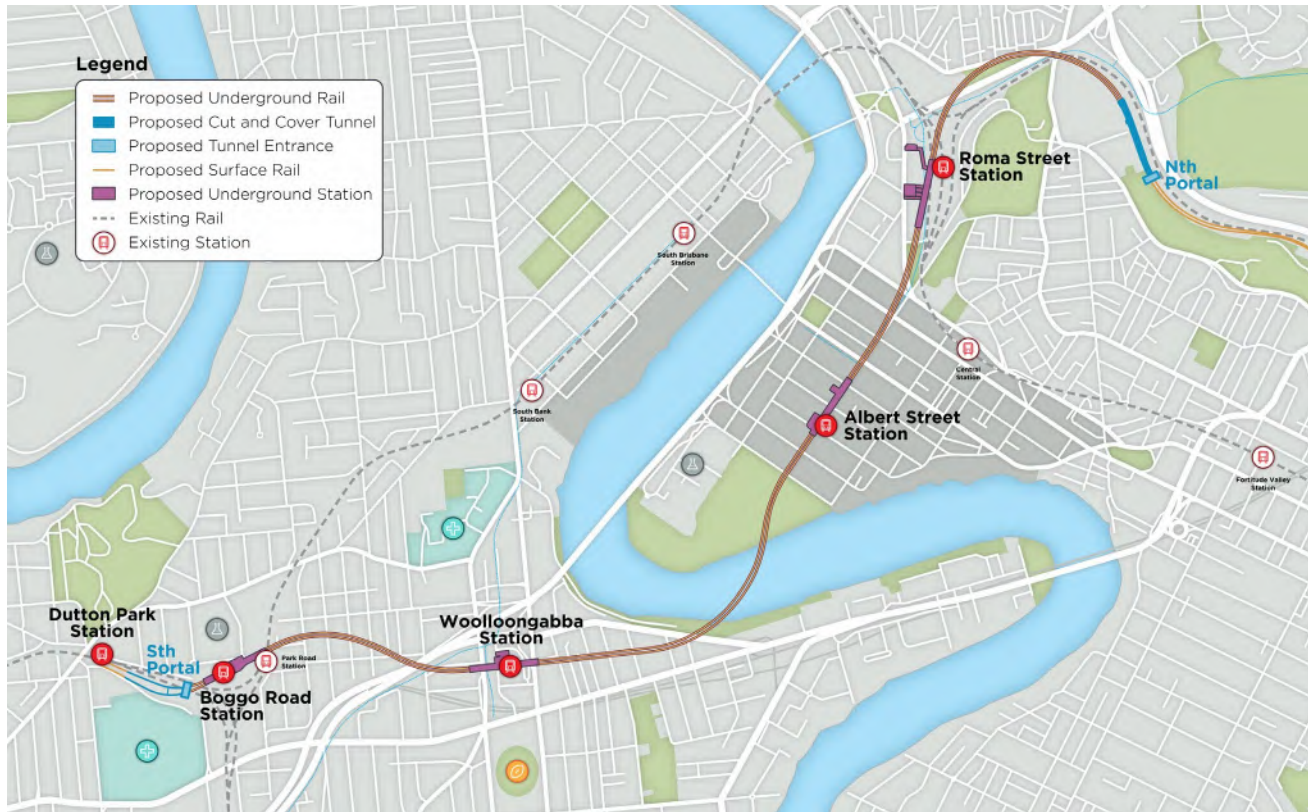 Legend
Proposed Underground Rail
Proposed Cut and Cover Tunnel
Proposed Tunnel Entrance
Proposed Surface Rail
Proposed Underground Station
Existing Rail
Existing Station
Roma Street
Station
Nth
Portal
South Brisbane
Station
Central
Station
South Bank
Station
Albert Street
Station
Fortitude Valley
Station
Dutton Park
Station
Sth
Portal
Woolloongabba
Station
Park Road
Station
Boggo Road
Station